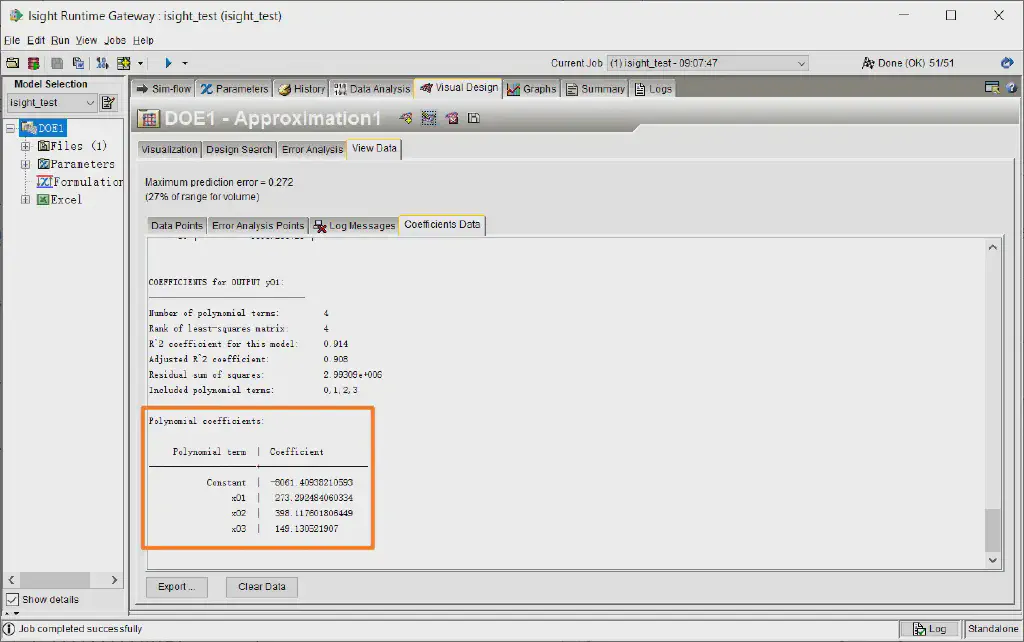 Isight Runtime Gateway : isight_test (isight_test)
File Edit Run View Jobs Help
Current Job (1) isight_test - 09:07:47 Done (OK) 51/51
Model Selection
isight_test
DOE1
Files (1)
Parameters
Formulation
Excel
Show details
Sim-flow Parameters History Data Analysis Visual Design Graphs Summary Logs
DOE1 - Approximation1
Visualization Design Search Error Analysis View Data
Maximum prediction error = 0.272
(27% of range for volume)
Data Points Error Analysis Points Log Messages Coefficients Data
COEFFICIENTS for OUTPUT y01:
Number of polynomial terms: 4
Rank of least-squares matrix: 4
R^2 coefficient for this model: 0.914
Adjusted R^2 coefficient: 0.908
Residual sum of squares: 2.99309e+006
Included polynomial terms: 0,1,2,3
Polynomial coefficients:
Polynomial term | Coefficient
Constant | -8061.40938210593
x01 | 273.292484060334
x02 | 398.117601806449
x03 | 149.130521907
Export ... Clear Data
Job completed successfully
Log Standalone